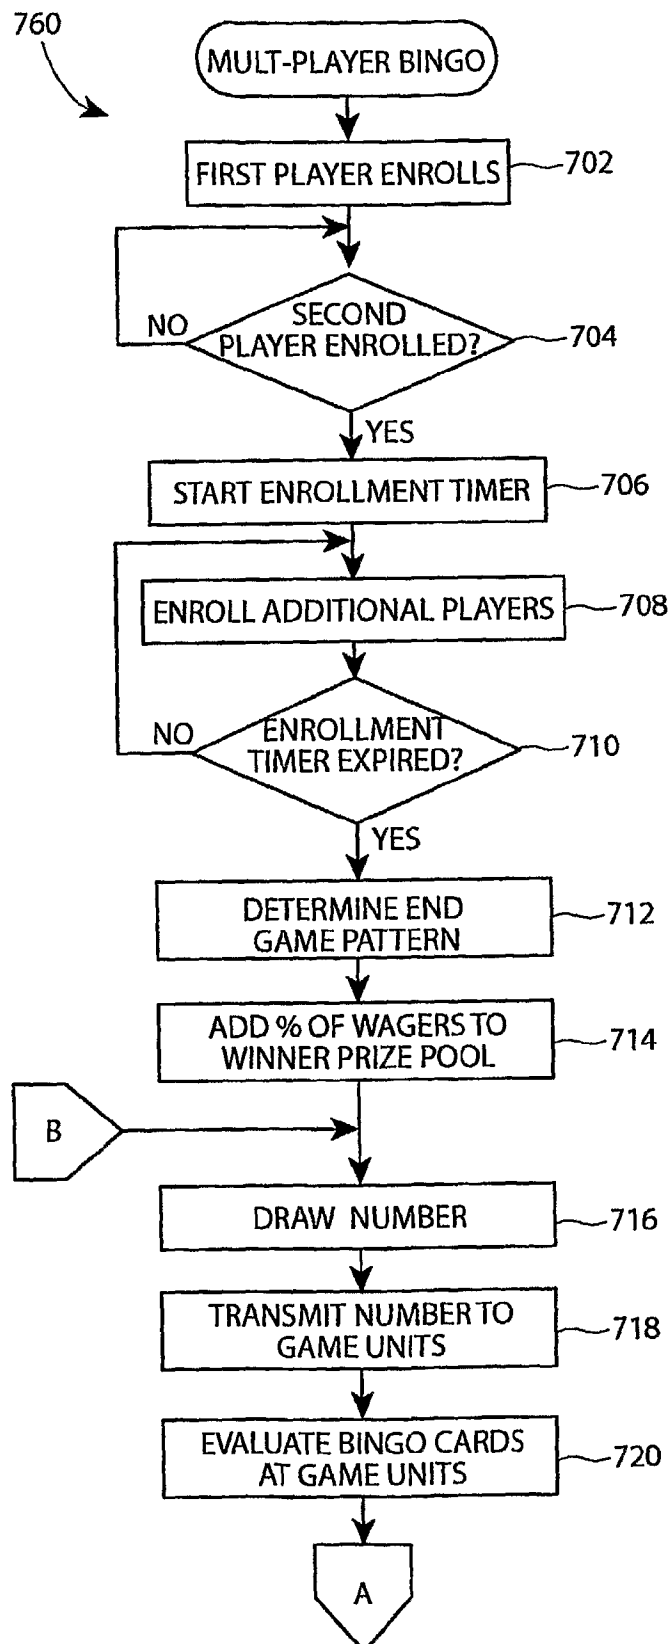 760
MULT-PLAYER BINGO
FIRST PLAYER ENROLLS
702
SECOND
PLAYER ENROLLED?
704
NO
YES
START ENROLLMENT TIMER
706
ENROLL ADDITIONAL PLAYERS
708
ENROLLMENT
TIMER EXPIRED?
710
NO
YES
DETERMINE END
GAME PATTERN
712
ADD % OF WAGERS TO
WINNER PRIZE POOL
714
B
DRAW NUMBER
716
TRANSMIT NUMBER TO
GAME UNITS
718
EVALUATE BINGO CARDS
AT GAME UNITS
720
A